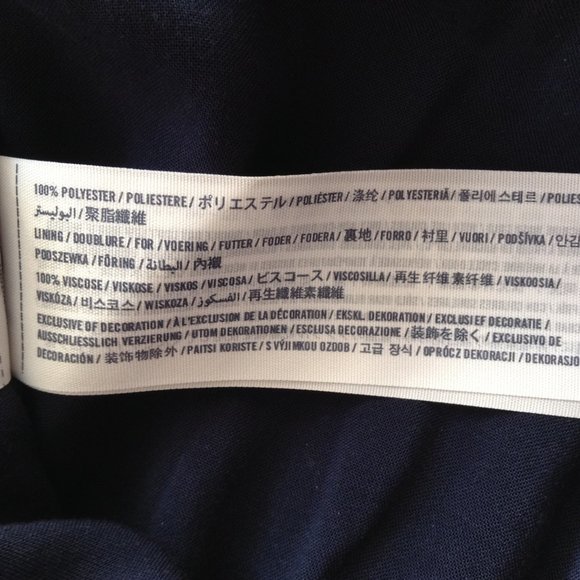 100% POLYESTER / POLIESTERE / ポリエステル / POLIÉSTER / 涤纶 / POLYESTERIÄ / 폴리에스테르 / POLIES
البوليستر / 聚脂纖維
LINING / DOUBLURE / FOR / VOERING / FUTTER / FODER / FODERA / 裏地 / FORRO / 衬里 / VUORI / PODŠÍVKA / 안감
PODSZEWKA / FÖRING / البطانة / 內襯
100% VISCOSE / VISKOSE / VISKOS / VISCOSA / ビスコース / VISCOSILLA / 再生纤维素纤维 / VISKOOSIA /
VISKÓZA / 비스코스 / WISKOZA / الفسكوز / 再生纖維素纖維
EXCLUSIVE OF DECORATION / À L'EXCLUSION DE LA DÉCORATION / EKSKL. DEKORATION / EXCLUSIEF DECORATIE /
AUSSCHLIESSLICH VERZIERUNG / UTOM DEKORATIONEN / ESCLUSA DECORAZIONE / 装飾を除く / EXCLUSIVO DE
DECORACIÓN / 装饰物除外 / PAITSI KORISTE / S VÝJIMKOU OZDOB / 고급 장식 / OPRÓCZ DEKORACJI / DEKORASJO